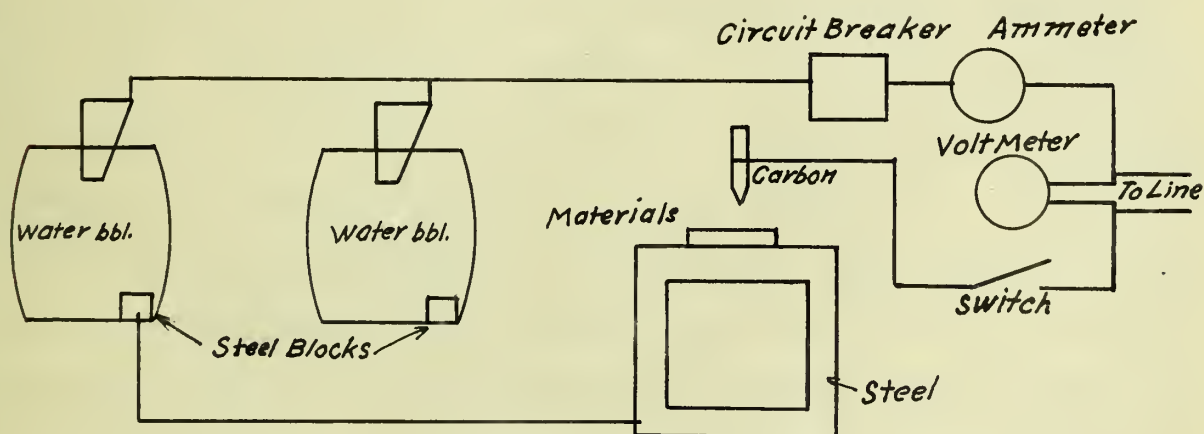 Circuit Breaker
Ammeter
Volt Meter
Carbon
To Line
Materials
Water bbl.
Water bbl.
Switch
Steel Blocks
Steel